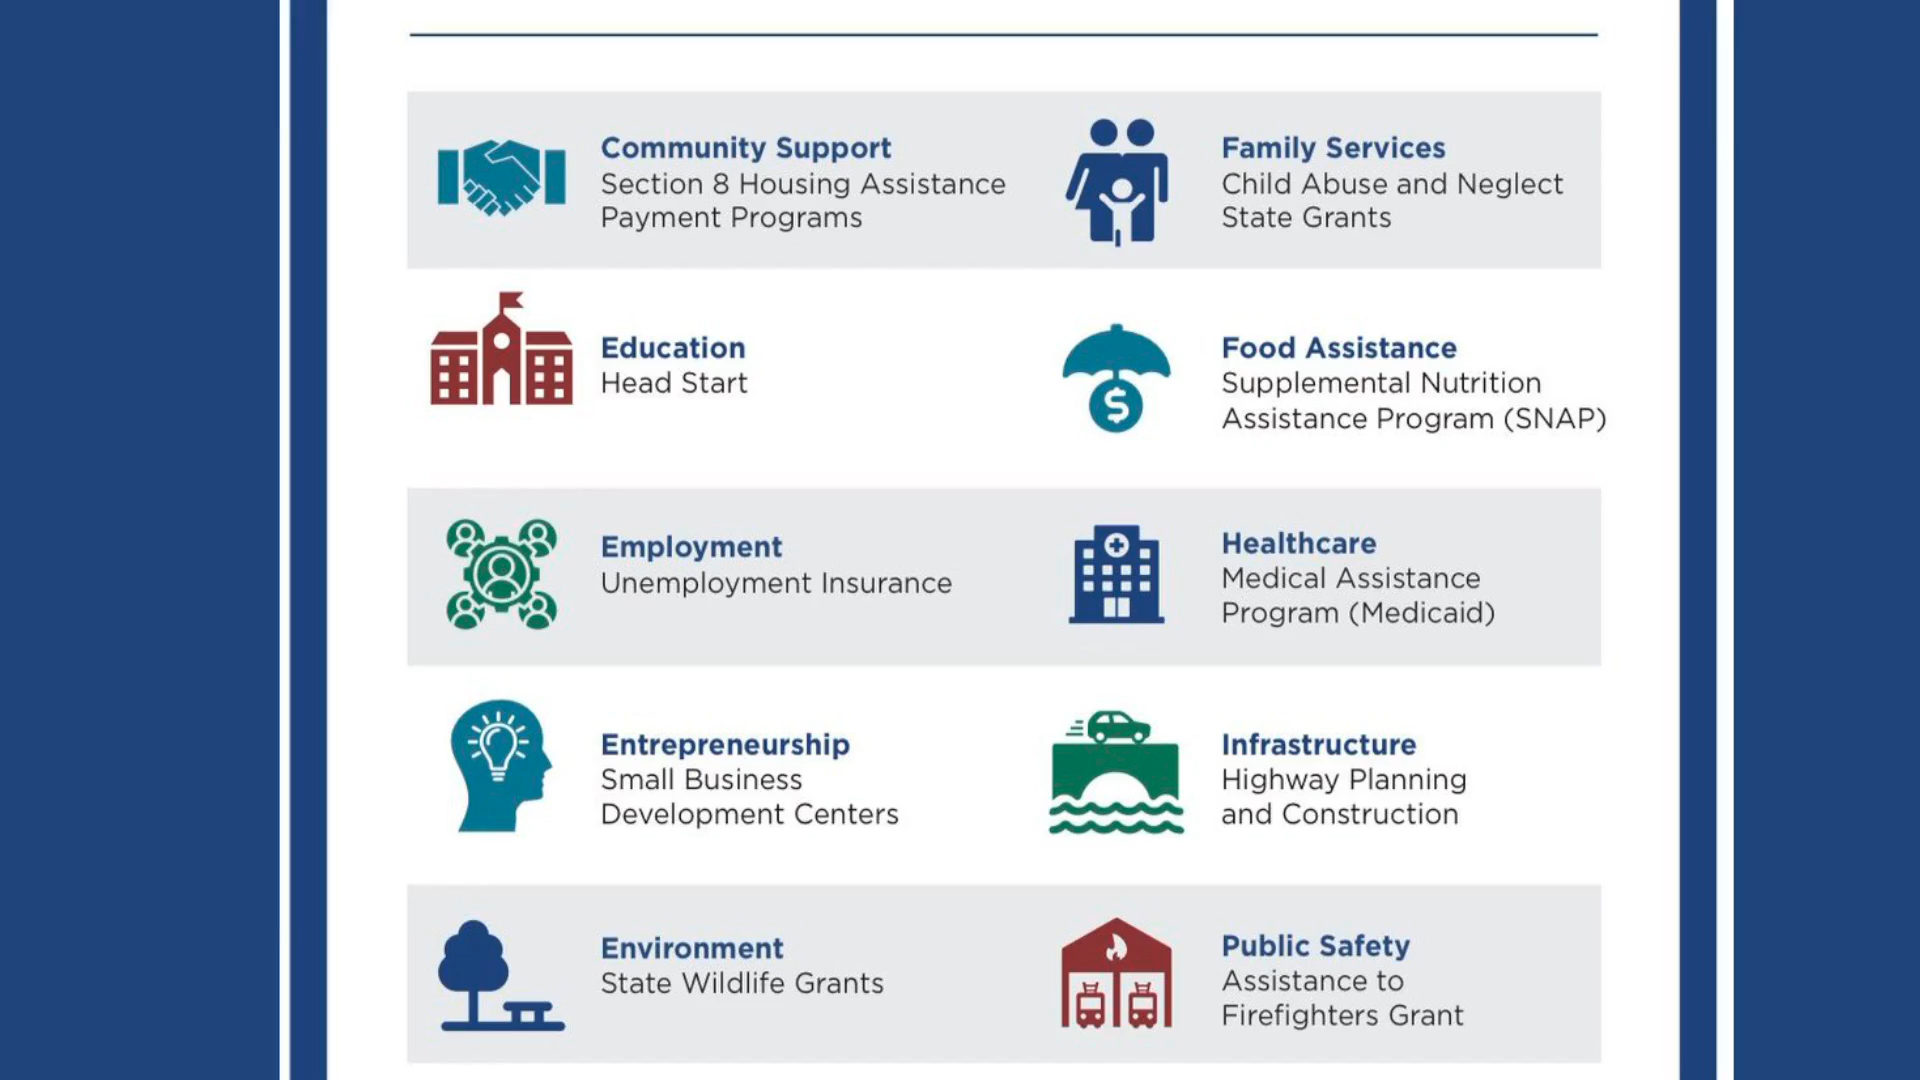 Community Support
Section 8 Housing Assistance
Payment Programs
Family Services
Child Abuse and Neglect
State Grants
Education
Head Start
Food Assistance
Supplemental Nutrition
Assistance Program (SNAP)
$
Employment
Unemployment Insurance
Healthcare
Medical Assistance
Program (Medicaid)
Entrepreneurship
Small Business
Development Centers
Infrastructure
Highway Planning
and Construction
Environment
State Wildlife Grants
Public Safety
Assistance to
Firefighters Grant